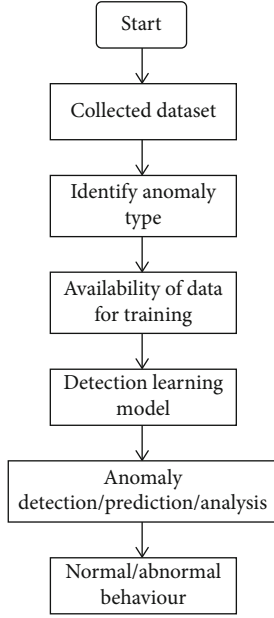 Start
Collected dataset
Identify anomaly
type
Availability of data
for training
Detection learning
model
Anomaly
detection/prediction/analysis
Normal/abnormal
behaviour